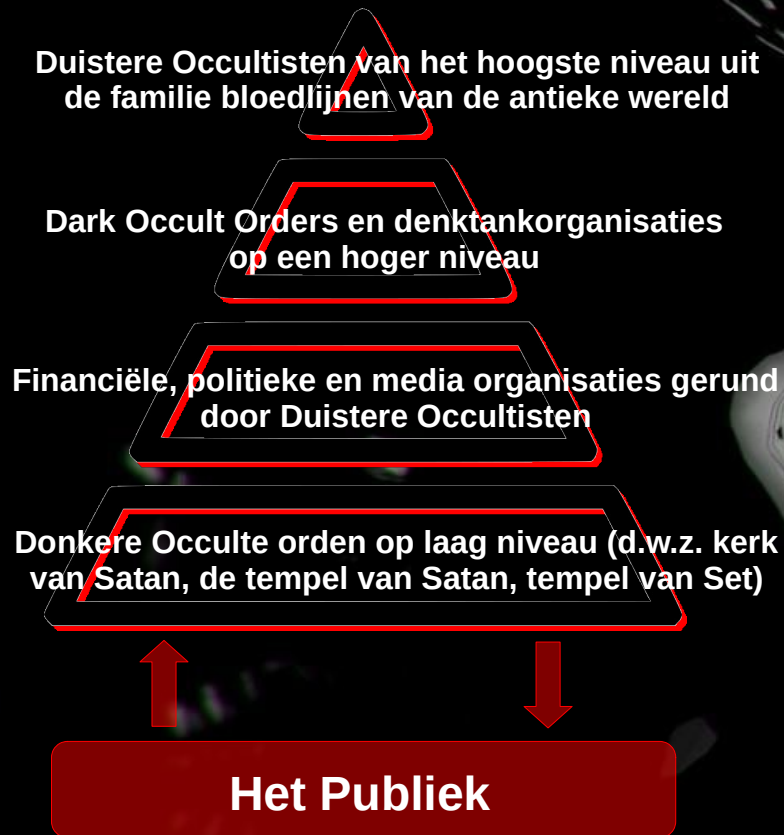 Duistere Occultisten van het hoogste niveau uit
de familie bloedlijnen van de antieke wereld
Dark Occult Orders en denktankorganisaties
op een hoger niveau
Financiële, politieke en media organisaties gerund
door Duistere Occultisten
Donkere Occulte orden op laag niveau (d.w.z. kerk
van Satan, de tempel van Satan, tempel van Set)
Het Publiek